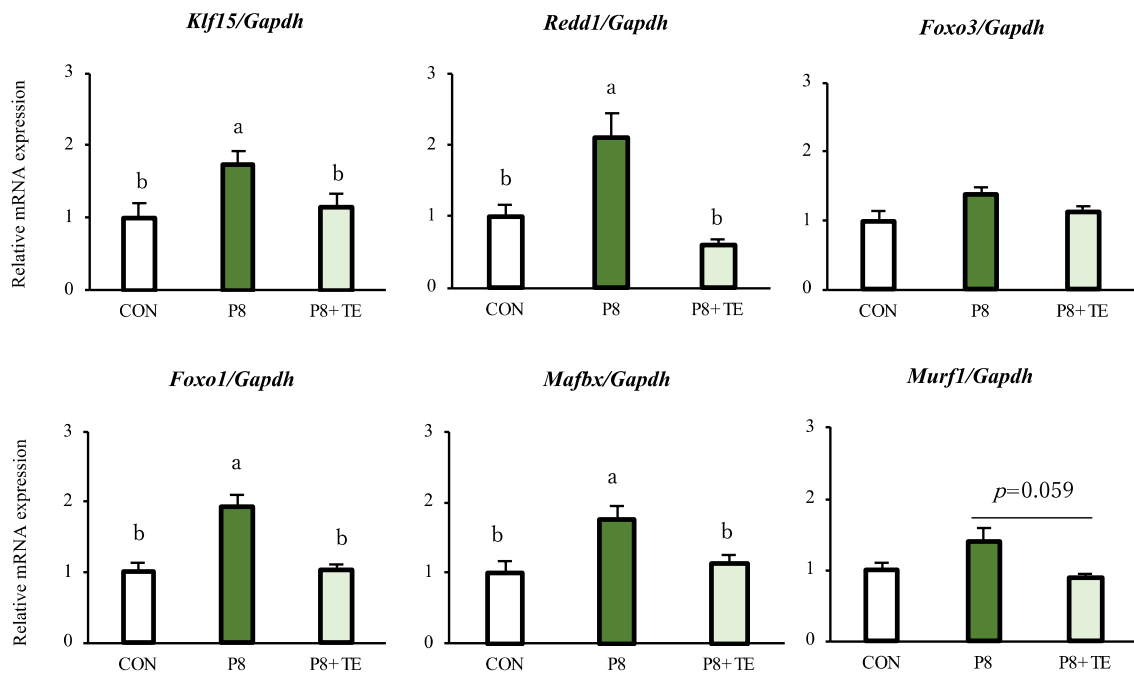 Klf15/Gapdh
Relative mRNA expression
3
2
1
0
b
a
b
CON
P8
P8+TE
Redd1/Gapdh
3
2
1
0
b
a
b
CON
P8
P8+TE
Foxo3/Gapdh
3
2
1
0
CON
P8
P8+TE
Foxo1/Gapdh
Relative mRNA expression
3
2
1
0
b
a
b
CON
P8
P8+TE
Mafbx/Gapdh
3
2
1
0
b
a
b
CON
P8
P8+TE
Murf1/Gapdh
3
2
1
0
p=0.059
CON
P8
P8+TE